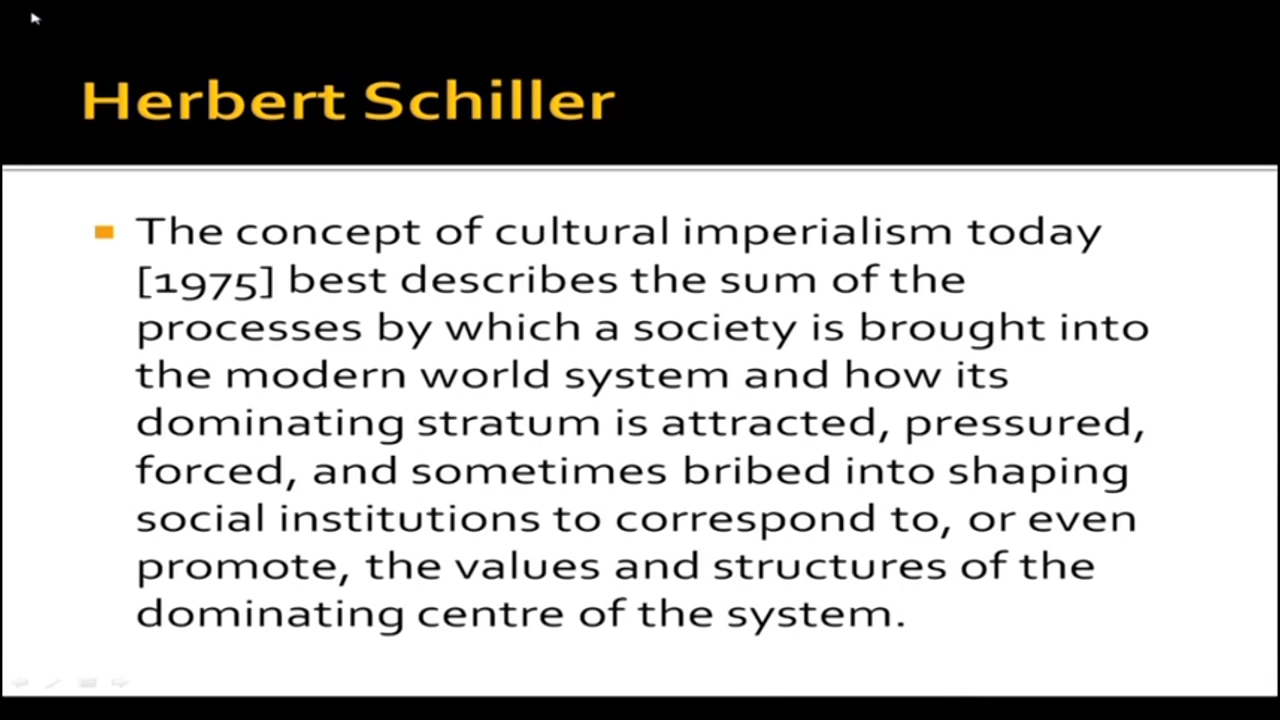 Herbert Schiller
The concept of cultural imperialism today
[1975] best describes the sum of the
processes by which a society is brought into
the modern world system and how its
dominating stratum is attracted, pressured,
forced, and sometimes bribed into shaping
social institutions to correspond to, or even
promote, the values and structures of the
dominating centre of the system.